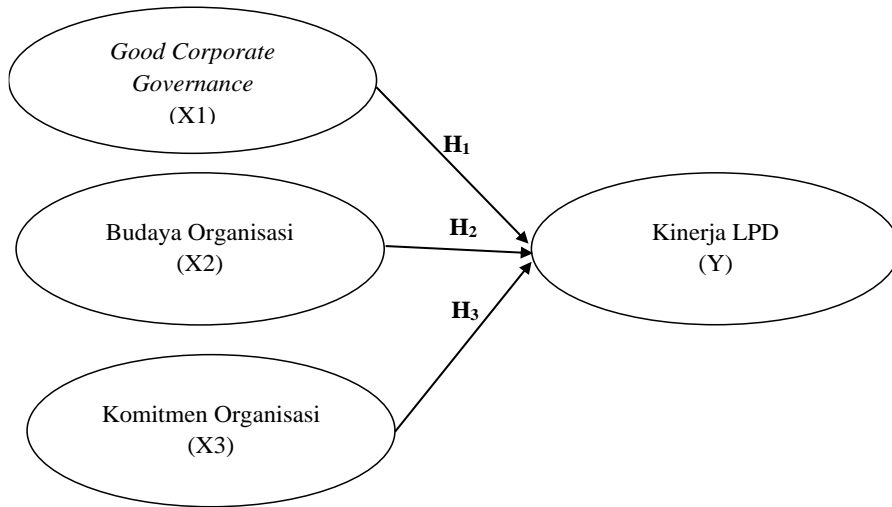 Good Corporate
Governance
(X1)
H1
Budaya Organisasi
(X2)
H2
Kinerja LPD
(Y)
H3
Komitmen Organisasi
(X3)